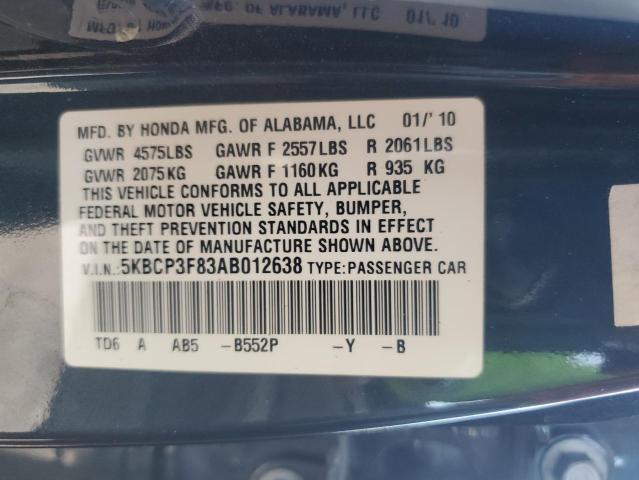 MFD. BY HONDA MFG. OF ALABAMA, LLC 01/'10
GVWR 4575LBS GAWR F 2557LBS R 2061LBS
GVWR 2075KG GAWR F 1160KG R 935 KG
THIS VEHICLE CONFORMS TO ALL APPLICABLE
FEDERAL MOTOR VEHICLE SAFETY, BUMPER,
AND THEFT PREVENTION STANDARDS IN EFFECT
ON THE DATE OF MANUFACTURE SHOWN ABOVE.
V.I.N.:5KBCP3F83AB012638 TYPE:PASSENGER CAR
TD6 A AB5 -B552P -Y -B